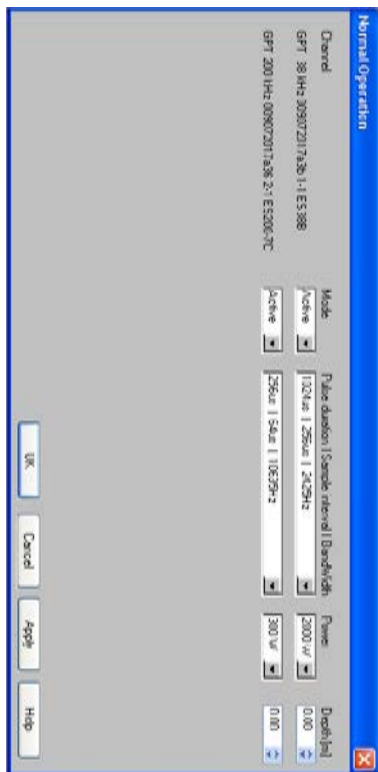 Normal Operation
Channel Mode Pulse duration | Sample interval | BandWidth Power Depth [m]
GPT 38 kHz 009072017a3b 1-1 ES38B Active 1024us | 256us | 2425Hz 2000 W 0.00
GPT 200 kHz 009072017a36 2-1 ES200-7C Active 256us | 64us | 10635Hz 300 W 0.00
OK Cancel Apply Help